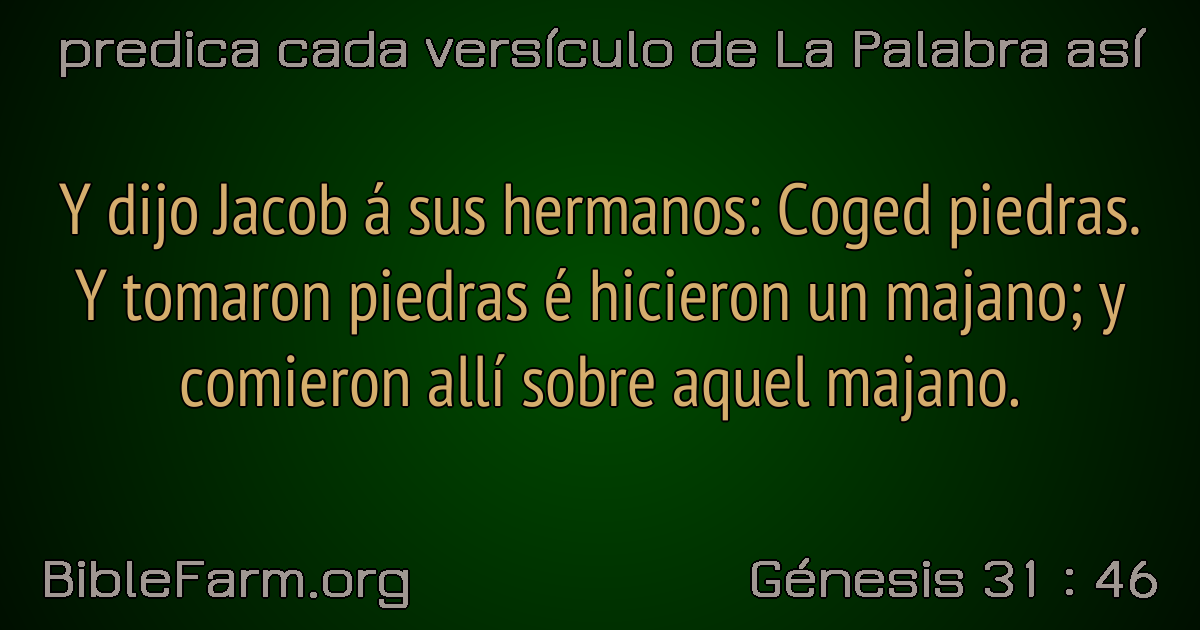 predica cada versículo de La Palabra así
Y dijo Jacob á sus hermanos: Coged piedras.
Y tomaron piedras é hicieron un majano; y
comieron allí sobre aquel majano.
BibleFarm.org
Génesis 31 : 46